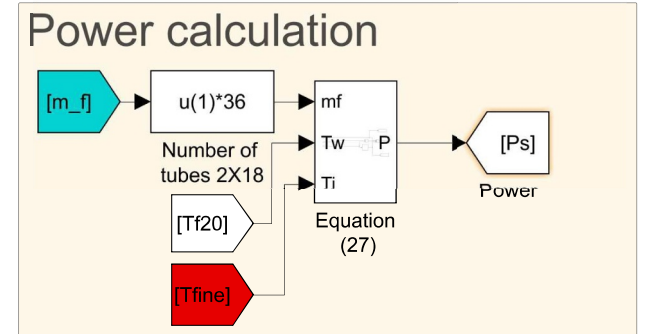 Power calculation
[m_f]
u(1)*36
Number of
tubes 2X18
mf
Tw
Ti
P
Equation
(27)
[Ps]
Power
[Tf20]
[Tfine]